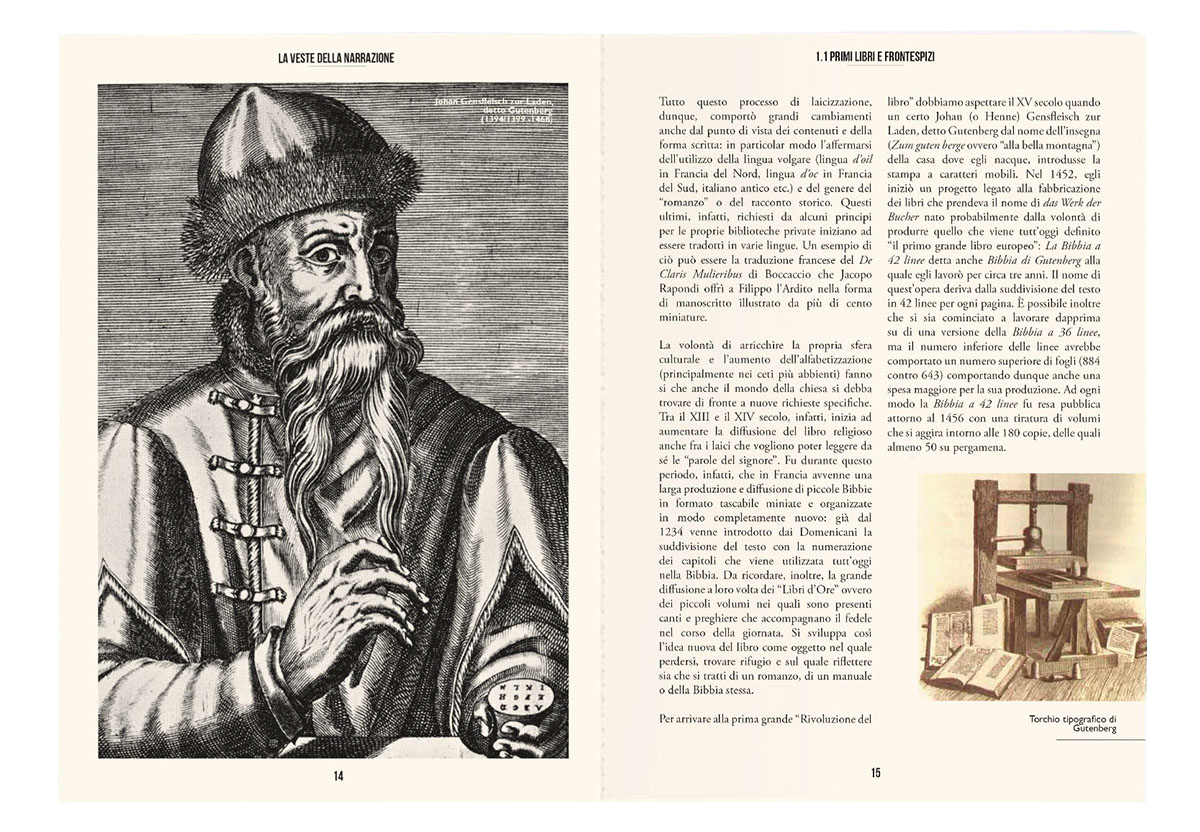 LA VESTE DELLA NARRAZIONE
Johan Gensfleisch zur Laden,
detto Gutenberg
(1394/1399 -1468)
14
1.1 PRIMI LIBRI E FRONTESPIZI
Tutto questo processo di laicizzazione,
dunque, comportò grandi cambiamenti
anche dal punto di vista dei contenuti e della
forma scritta: in particolar modo l'affermarsi
dell'utilizzo della lingua volgare (lingua d'oil
in Francia del Nord, lingua d'oc in Francia
del Sud, italiano antico etc.) e del genere del
“romanzo” o del racconto storico. Questi
ultimi, infatti, richiesti da alcuni principi
per le proprie biblioteche private iniziano ad
essere tradotti in varie lingue. Un esempio di
ciò può essere la traduzione francese del De
Claris Mulieribus di Boccaccio che Jacopo
Rapondi offrì a Filippo l'Ardito nella forma
di manoscritto illustrato da più di cento
miniature.
La volontà di arricchire la propria sfera
culturale e l'aumento dell'alfabetizzazione
(principalmente nei ceti più abbienti) fanno
si che anche il mondo della chiesa si debba
trovare di fronte a nuove richieste specifiche.
Tra il XIII e il XIV secolo, infatti, inizia ad
aumentare la diffusione del libro religioso
anche fra i laici che vogliono poter leggere da
sé le “parole del signore”. Fu durante questo
periodo, infatti, che in Francia avvenne una
larga produzione e diffusione di piccole Bibbie
in formato tascabile miniate e organizzate
in modo completamente nuovo: già dal
1234 venne introdotto dai Domenicani la
suddivisione del testo con la numerazione
dei capitoli che viene utilizzata tutt'oggi
nella Bibbia. Da ricordare, inoltre, la grande
diffusione a loro volta dei “Libri d'Ore” ovvero
dei piccoli volumi nei quali sono presenti
canti e preghiere che accompagnano il fedele
nel corso della giornata. Si sviluppa così
l'idea nuova del libro come oggetto nel quale
perdersi, trovare rifugio e sul quale riflettere
sia che si tratti di un romanzo, di un manuale
o della Bibbia stessa.
Per arrivare alla prima grande “Rivoluzione del
libro” dobbiamo aspettare il XV secolo quando
un certo Johan (o Henne) Gensfleisch zur
Laden, detto Gutenberg dal nome dell'insegna
(Zum guten berge ovvero “alla bella montagna”)
della casa dove egli nacque, introdusse la
stampa a caratteri mobili. Nel 1452, egli
iniziò un progetto legato alla fabbricazione
dei libri che prendeva il nome di das Werk der
Bucher nato probabilmente dalla volontà di
produrre quello che viene tutt'oggi definito
“il primo grande libro europeo”: La Bibbia a
42 linee detta anche Bibbia di Gutenberg alla
quale egli lavorò per circa tre anni. Il nome di
quest'opera deriva dalla suddivisione del testo
in 42 linee per ogni pagina. È possibile inoltre
che si sia cominciato a lavorare dapprima
su di una versione della Bibbia a 36 linee,
ma il numero inferiore delle linee avrebbe
comportato un numero superiore di fogli (884
contro 643) comportando dunque anche una
spesa maggiore per la sua produzione. Ad ogni
modo la Bibbia a 42 linee fu resa pubblica
attorno al 1456 con una tiratura di volumi
che si aggira intorno alle 180 copie, delle quali
almeno 50 su pergamena.
Torchio tipografico di
Gutenberg
15